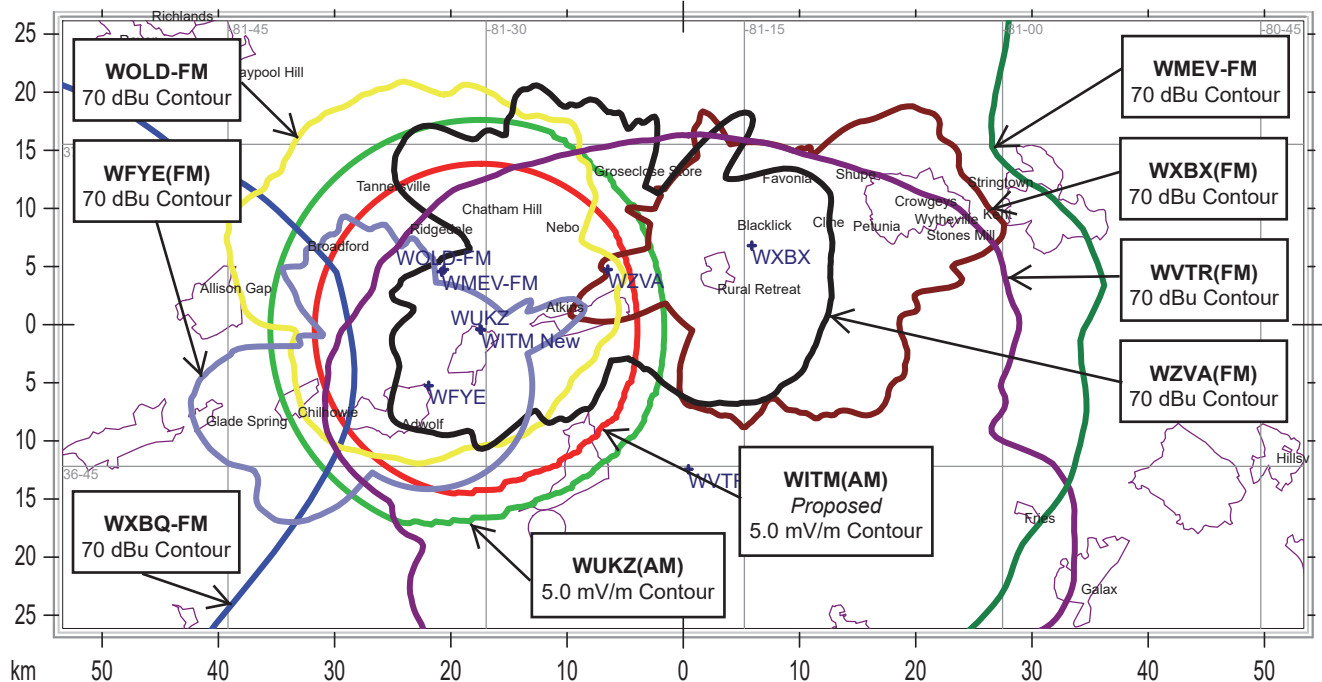 Richlands
-81-45
-81-30
-81-15
-81-00
-80-45
25
20
15
10
5
0
5
10
15
20
25
WOLD-FM
70 dBu Contour
aypool Hill
WFYE(FM)
70 dBu Contour
WXBQ-FM
70 dBu Contour
WMEV-FM
70 dBu Contour
WXBX(FM)
70 dBu Contour
WVTR(FM)
70 dBu Contour
WZVA(FM)
70 dBu Contour
WITM(AM)
Proposed
5.0 mV/m Contour
WUKZ(AM)
5.0 mV/m Contour
Tannersville
Groseclose Store
Favonia
Shupe
Stringtown
Chatham Hill
Crowgeys
Wytheville
Kent
Ridgedale
Nebo
Blacklick
Cline
Petunia
Stones Mill
Broadford
WOLD-FM
WMEV-FM
WZVA
WXBX
Allison Gap
Rural Retreat
Atkins
WUKZ
WITM New
WFYE
Chilhowie
Glade Spring
Adwolf
36-45
WVTR
Hillsv
Fries
Galax
km
50
40
30
20
10
0
10
20
30
40
50